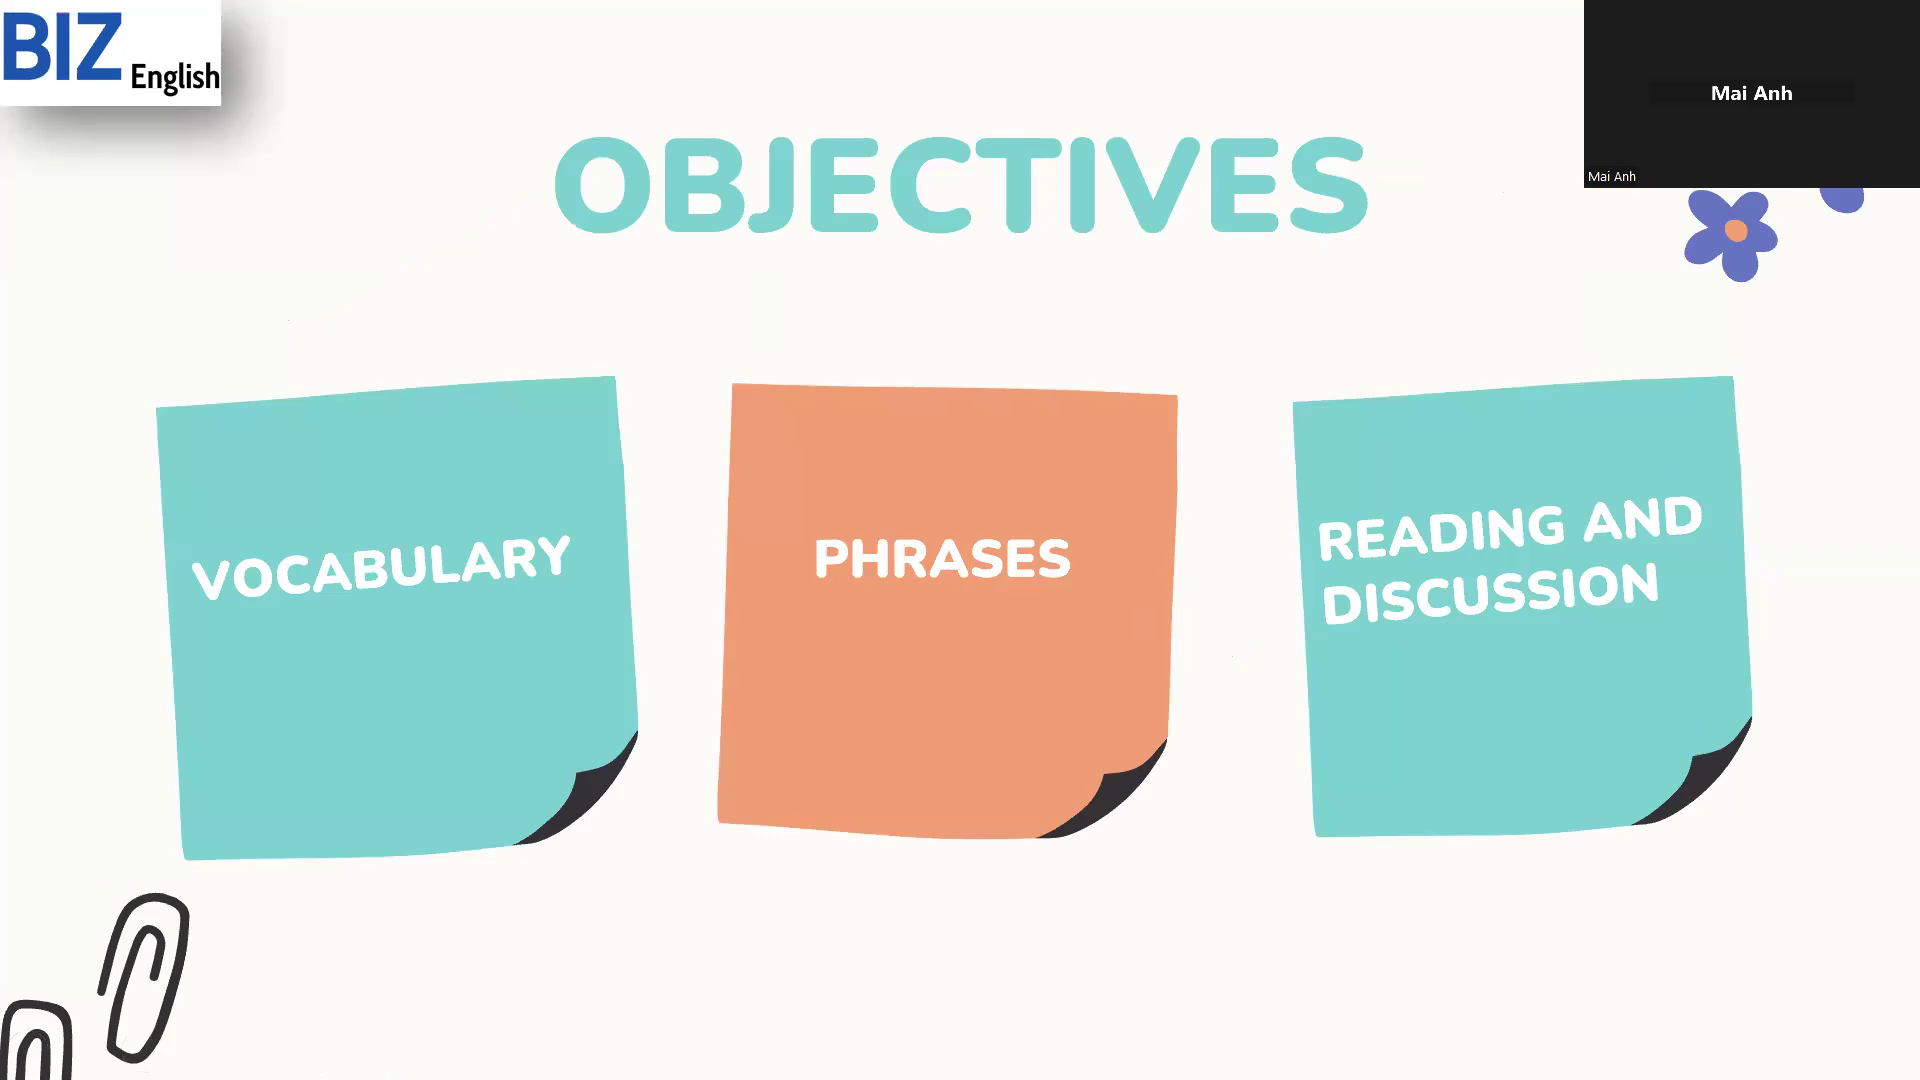 BIZ English
Mai Anh
Mai Anh
OBJECTIVES
VOCABULARY
PHRASES
READING AND
DISCUSSION